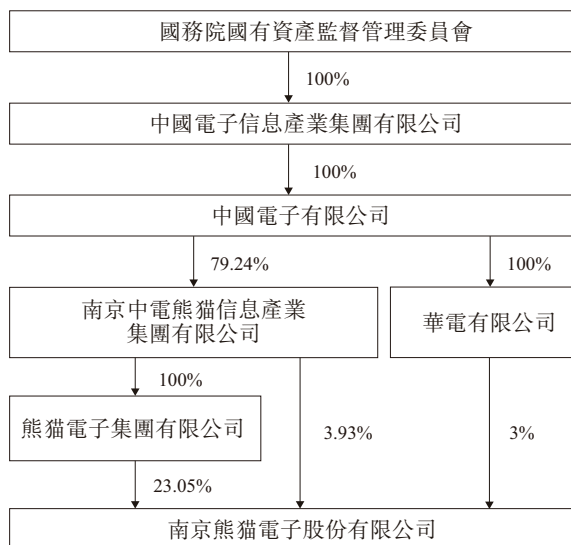 國務院國有資產監督管理委員會
100%
中國電子信息產業集團有限公司
100%
中國電子有限公司
79.24%
100%
南京中電熊猫信息產業
集團有限公司
華電有限公司
100%
熊猫電子集團有限公司
3.93%
3%
23.05%
南京熊猫電子股份有限公司